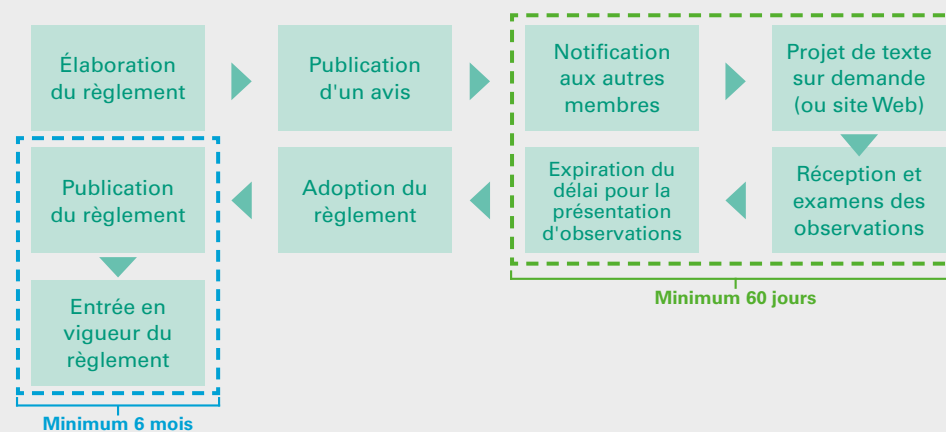 Élaboration
du règlement
Publication
d'un avis
Notification
aux autres
membres
Projet de texte
sur demande
(ou site Web)
Réception et
examens des
observations
Expiration du
délai pour la
présentation
d'observations
Adoption du
règlement
Publication
du règlement
Entrée en
vigueur du
règlement
Minimum 60 jours
Minimum 6 mois